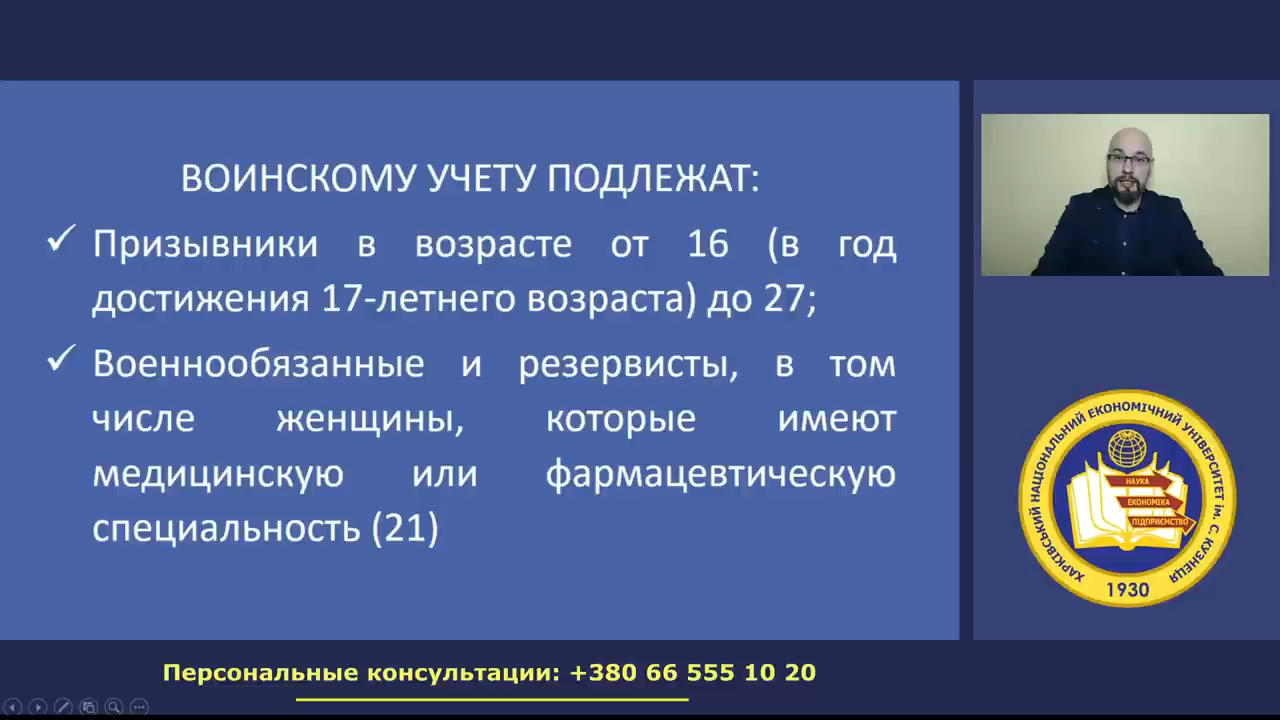 ВОИНСКОМУ УЧЕТУ ПОДЛЕЖАТ:
✓ Призывники в возрасте от 16 (в год
достижения 17-летнего возраста) до 27;
✓ Военнообязанные и резервисты, в том
числе женщины, которые имеют
медицинскую или фармацевтическую
специальность (21)
ХАРКІВСЬКИЙ НАЦІОНАЛЬНИЙ ЕКОНОМІЧНИЙ УНІВЕРСИТЕТ ім. С. КУЗНЕЦЯ
НАУКА
ЕКОНОМІКА
ПІДПРИЄМСТВО
1930
Персональные консультации: +380 66 555 10 20